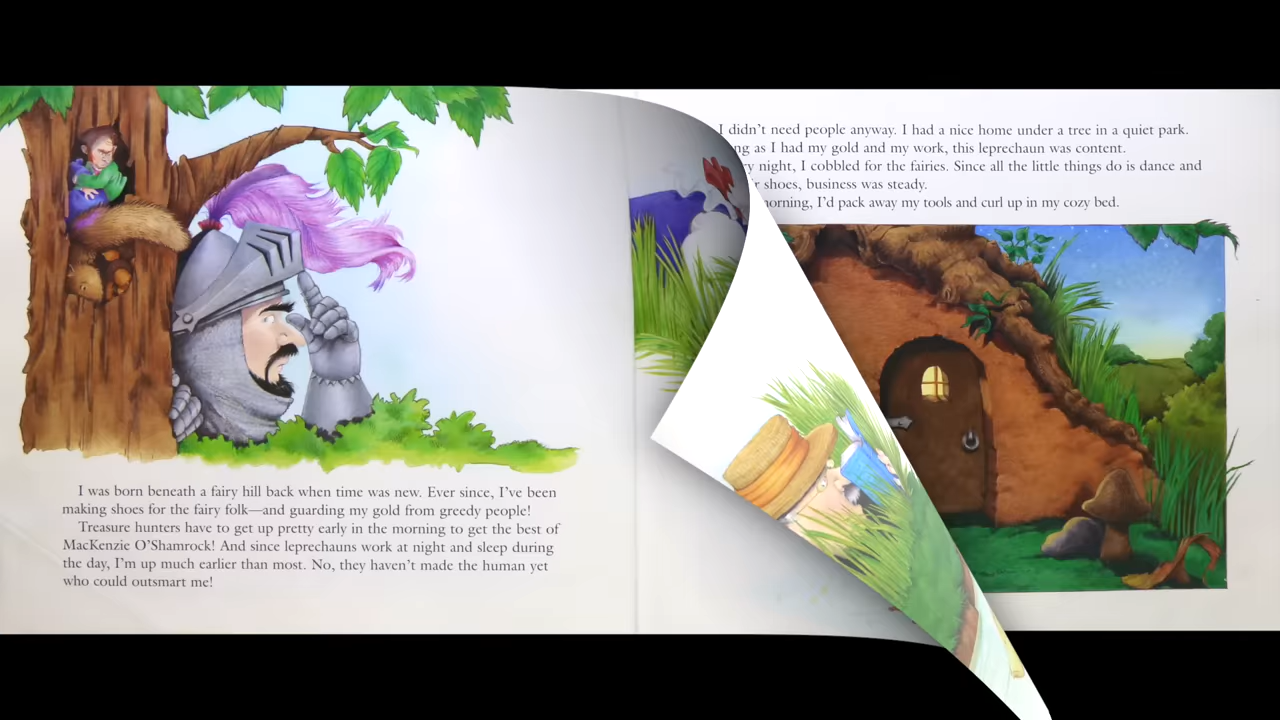 I was born beneath a fairy hill back when time was new. Ever since, I've been
making shoes for the fairy folk—and guarding my gold from greedy people!
Treasure hunters have to get up pretty early in the morning to get the best of
MacKenzie O'Shamrock! And since leprechauns work at night and sleep during
the day, I'm up much earlier than most. No, they haven't made the human yet
who could outsmart me!
I didn't need people anyway. I had a nice home under a tree in a quiet park.
as I had my gold and my work, this leprechaun was content.
night, I cobbled for the fairies. Since all the little things do is dance and
shoes, business was steady.
I'd pack away my tools and curl up in my cozy bed.